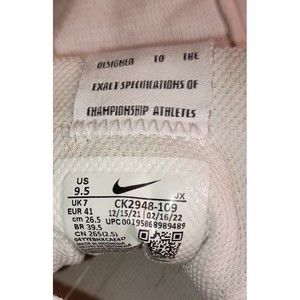 DESIGNED TO THE
EXACT SPECIFICATIONS OF
CHAMPIONSHIP ATHLETES
US
9.5
UK 7
EUR 41
cm 26.5
BR 39.5
CN 265(2.5)
CK2948-109
12/15/21 02/16/22
UPC 00195868989489